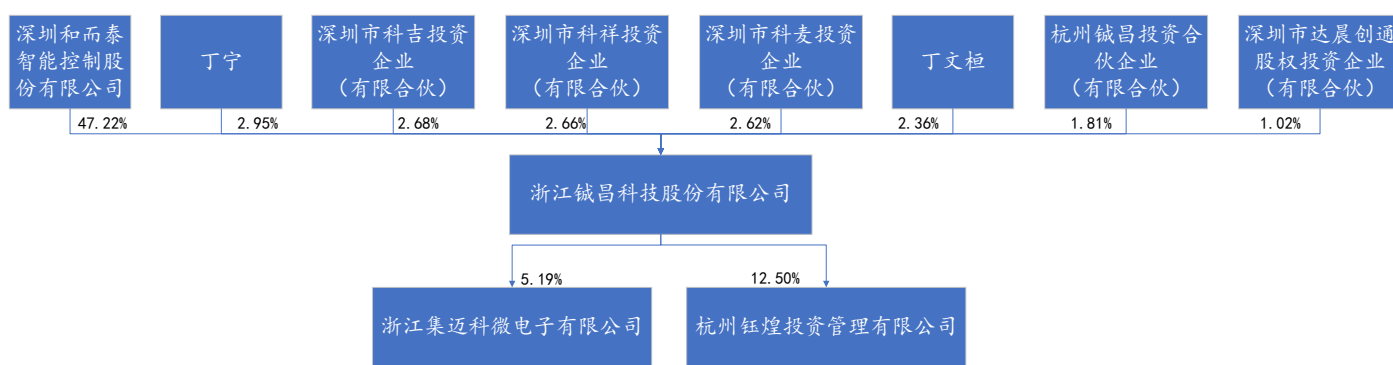 深圳和而泰
智能控制股
份有限公司
丁宁
深圳市科吉投资
企业
（有限合伙）
深圳市科祥投资
企业
（有限合伙）
深圳市科麦投资
企业
（有限合伙）
丁文桓
杭州铖昌投资合
伙企业
（有限合伙）
深圳市达晨创通
股权投资企业
（有限合伙）
47.22%
2.95%
2.68%
2.66%
2.62%
2.36%
1.81%
1.02%
浙江铖昌科技股份有限公司
5.19%
12.50%
浙江集迈科微电子有限公司
杭州钰煌投资管理有限公司